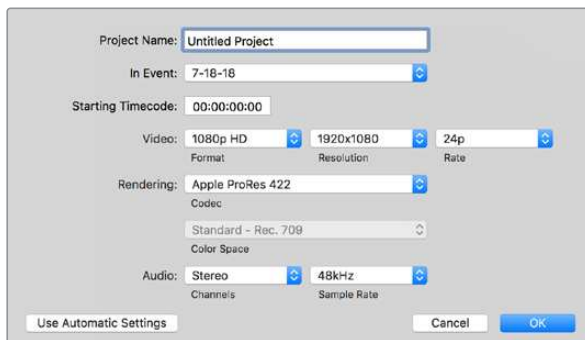 Project Name: Untitled Project
In Event: 7-18-18
Starting Timecode: 00:00:00:00
Video: 1080p HD 1920x1080 24p
Format Resolution Rate
Rendering: Apple ProRes 422
Codec
Standard - Rec. 709
Color Space
Audio: Stereo 48kHz
Channels Sample Rate
Use Automatic Settings Cancel OK